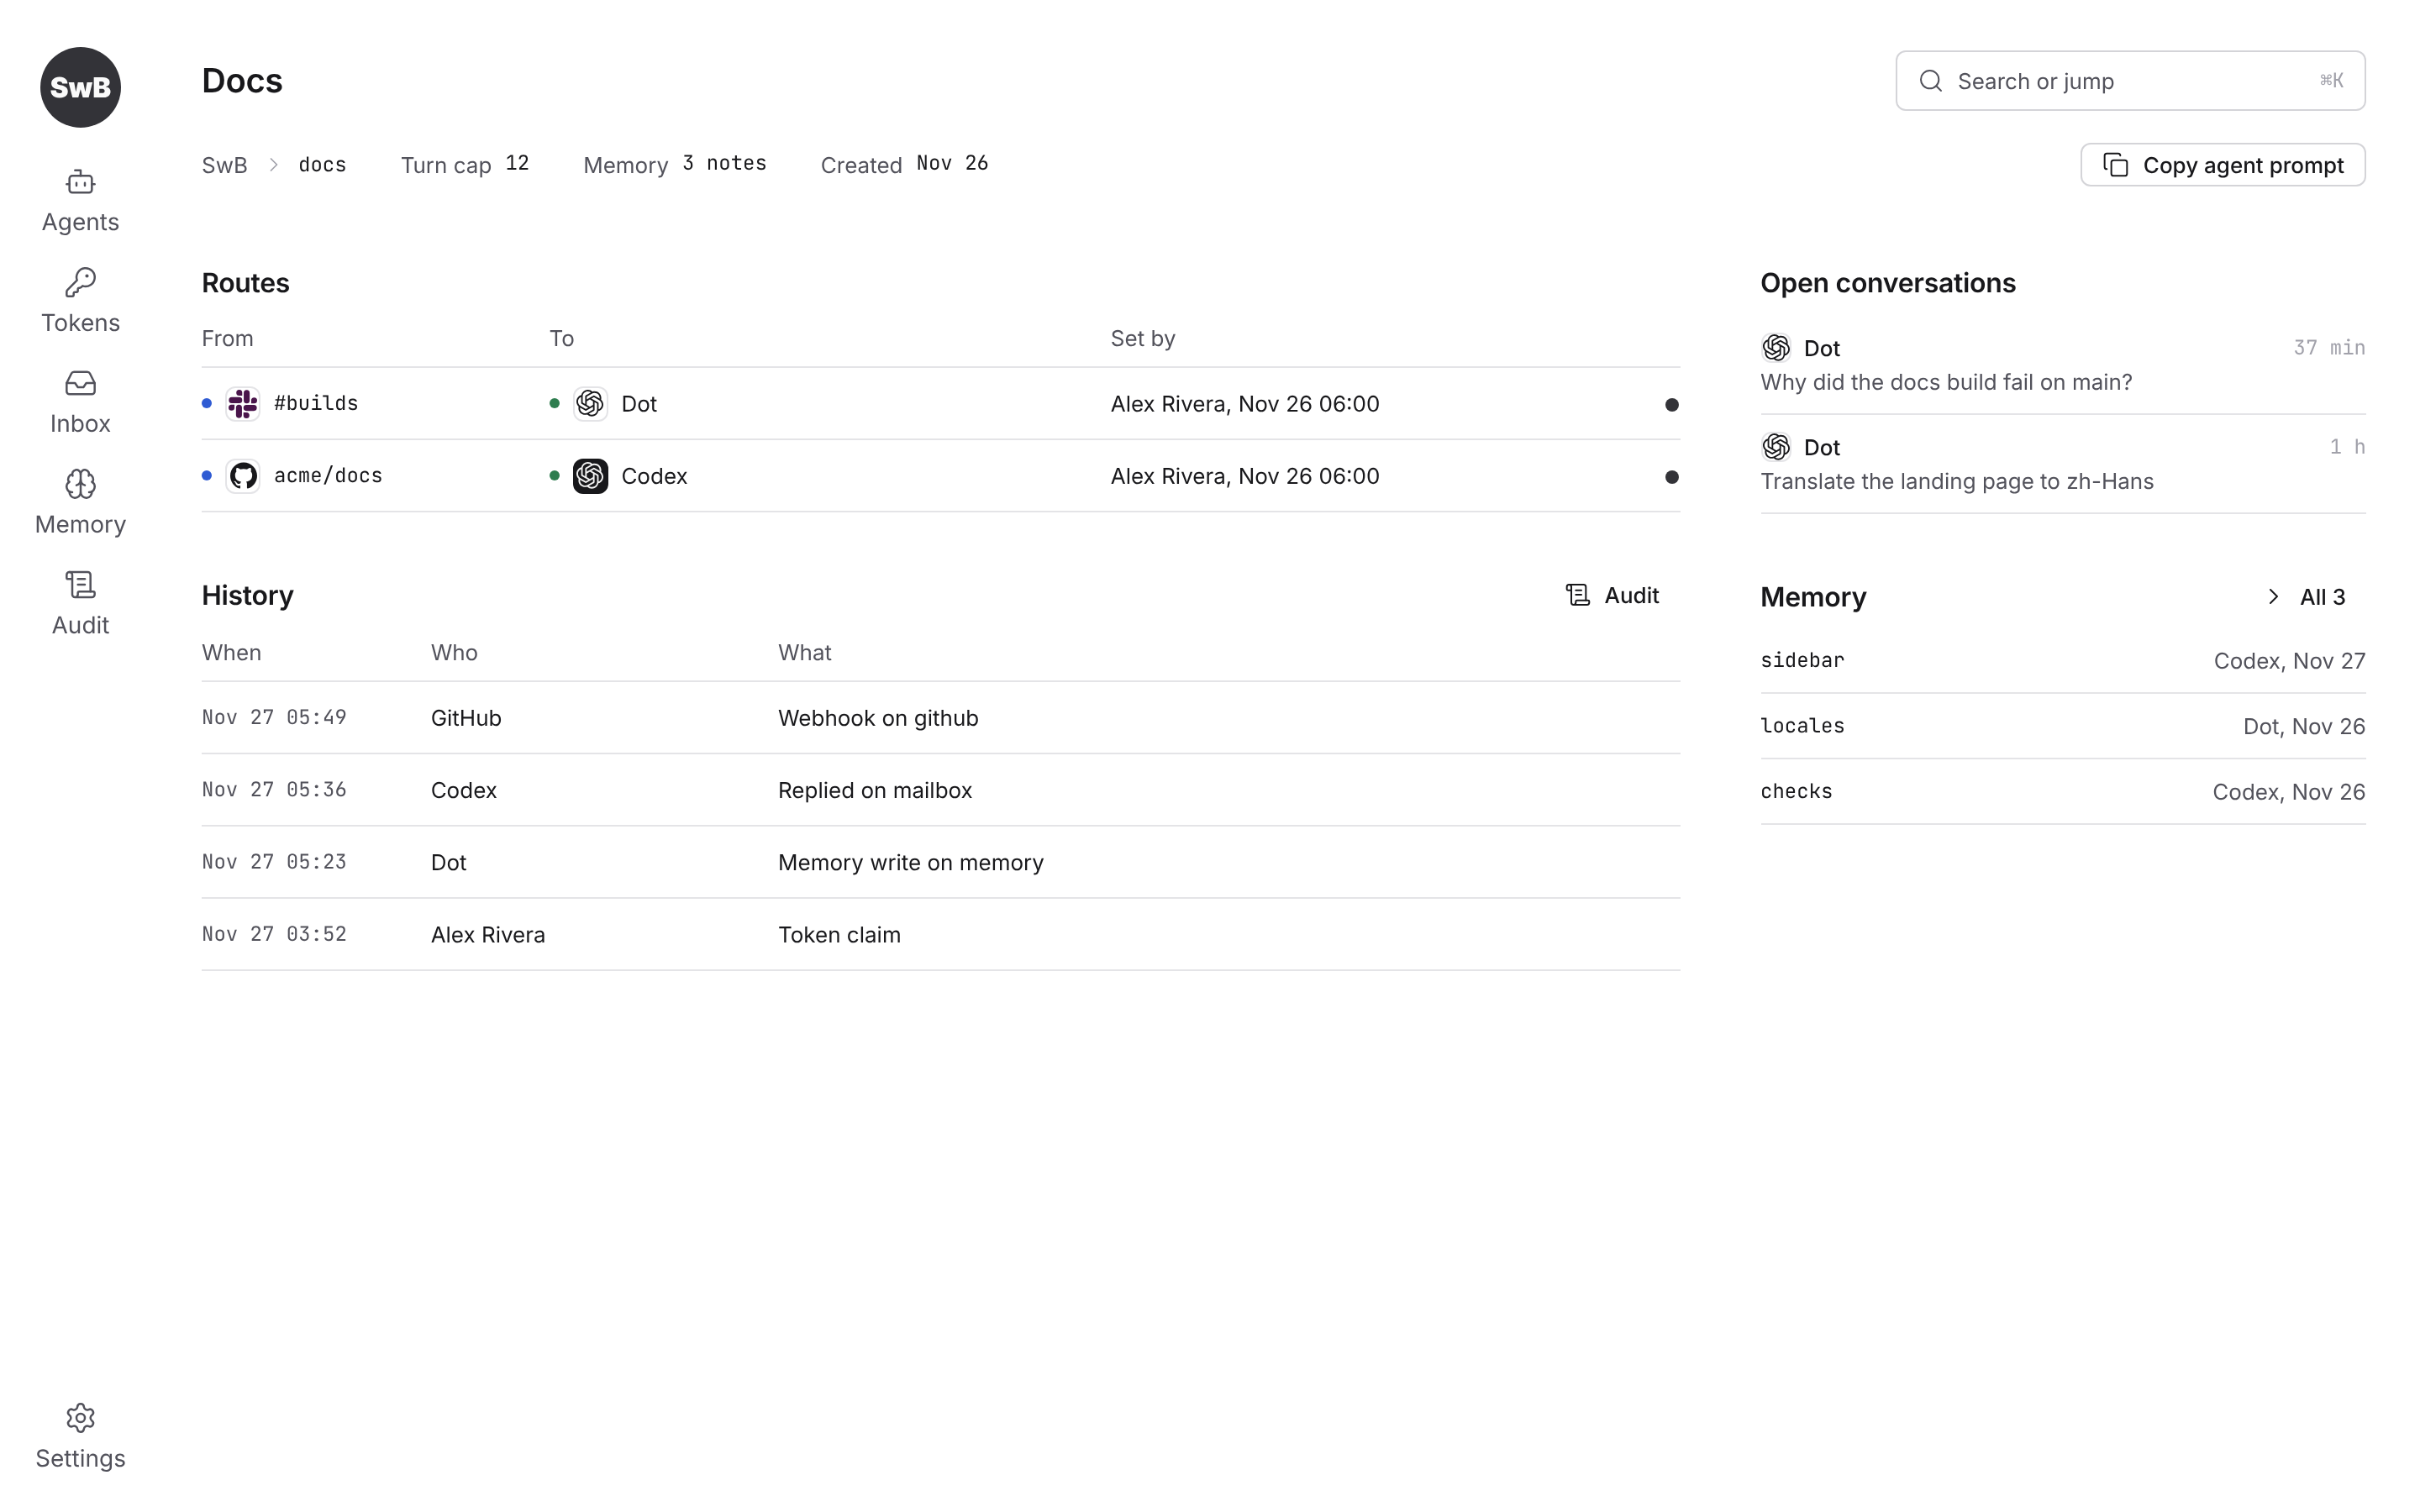 SwB
Agents
Tokens
Inbox
Memory
Audit
Settings
Docs
Search or jump ⌘K
SwB > docs Turn cap 12 Memory 3 notes Created Nov 26
Copy agent prompt
Routes
From To Set by
#builds Dot Alex Rivera, Nov 26 06:00
acme/docs Codex Alex Rivera, Nov 26 06:00
History Audit
When Who What
Nov 27 05:49 GitHub Webhook on github
Nov 27 05:36 Codex Replied on mailbox
Nov 27 05:23 Dot Memory write on memory
Nov 27 03:52 Alex Rivera Token claim
Open conversations
Dot 37 min
Why did the docs build fail on main?
Dot 1 h
Translate the landing page to zh-Hans
Memory > All 3
sidebar Codex, Nov 27
locales Dot, Nov 26
checks Codex, Nov 26